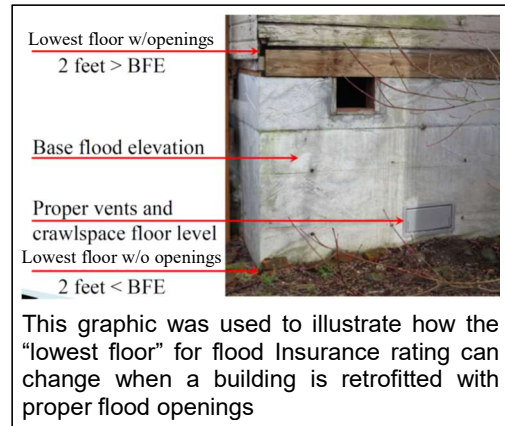 Lowest floor w/openings
2 feet > BFE
Base flood elevation
Proper vents and
crawlspace floor level
Lowest floor w/o openings
2 feet < BFE
This graphic was used to illustrate how the
“lowest floor” for flood Insurance rating can
change when a building is retrofitted with
proper flood openings